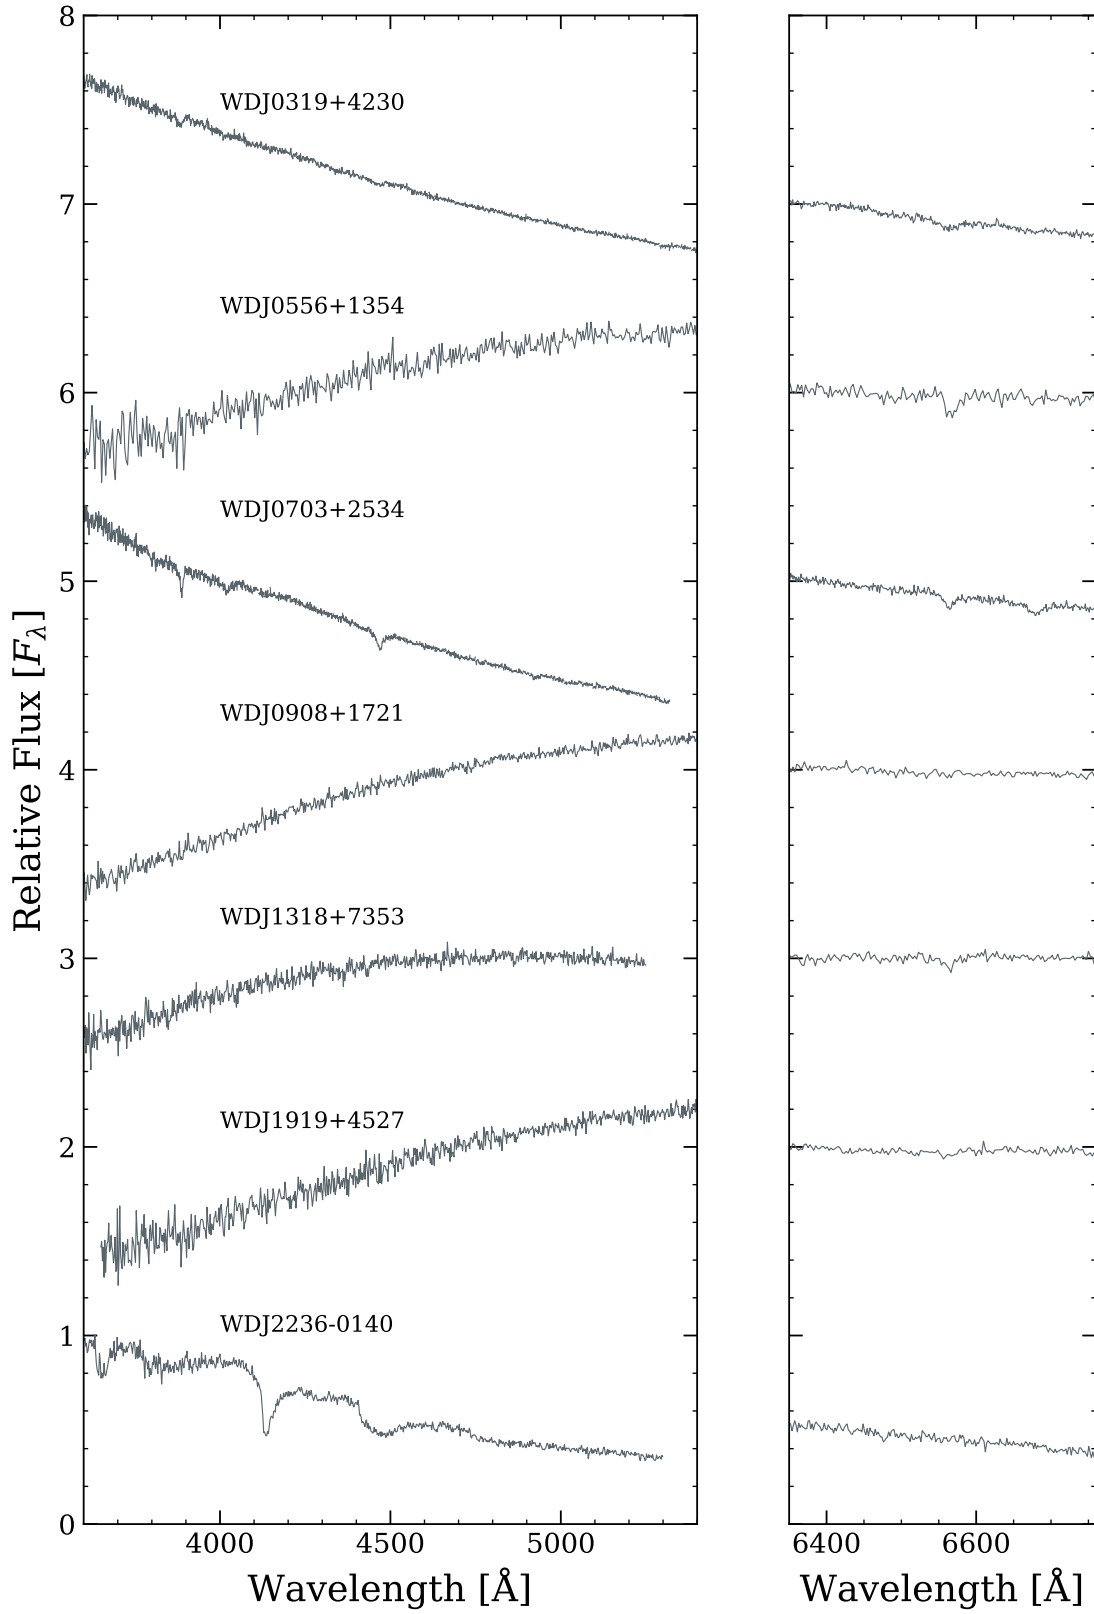 8
WDJ0319+4230
7
WDJ0556+1354
6
WDJ0703+2534
5
WDJ0908+1721
4
WDJ1318+7353
3
WDJ1919+4527
2
WDJ2236-0140
1
0
Relative Flux [Fλ]
4000 4500 5000
6400 6600
Wavelength [Å]
Wavelength [Å]